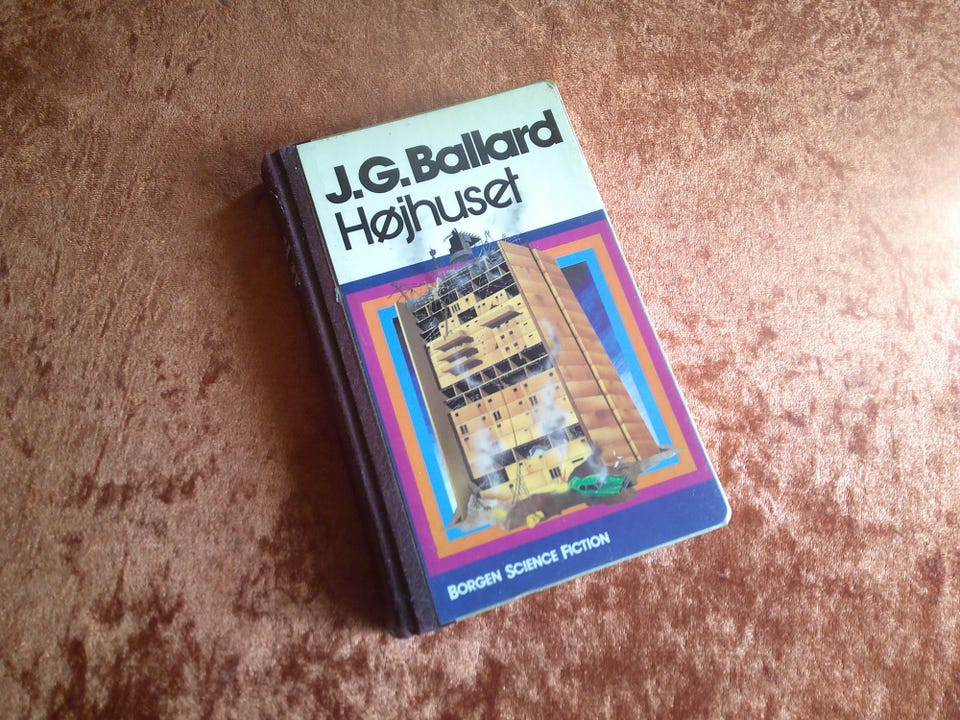 J.G. Ballard
Højhuset
BORGEN SCIENCE FICTION